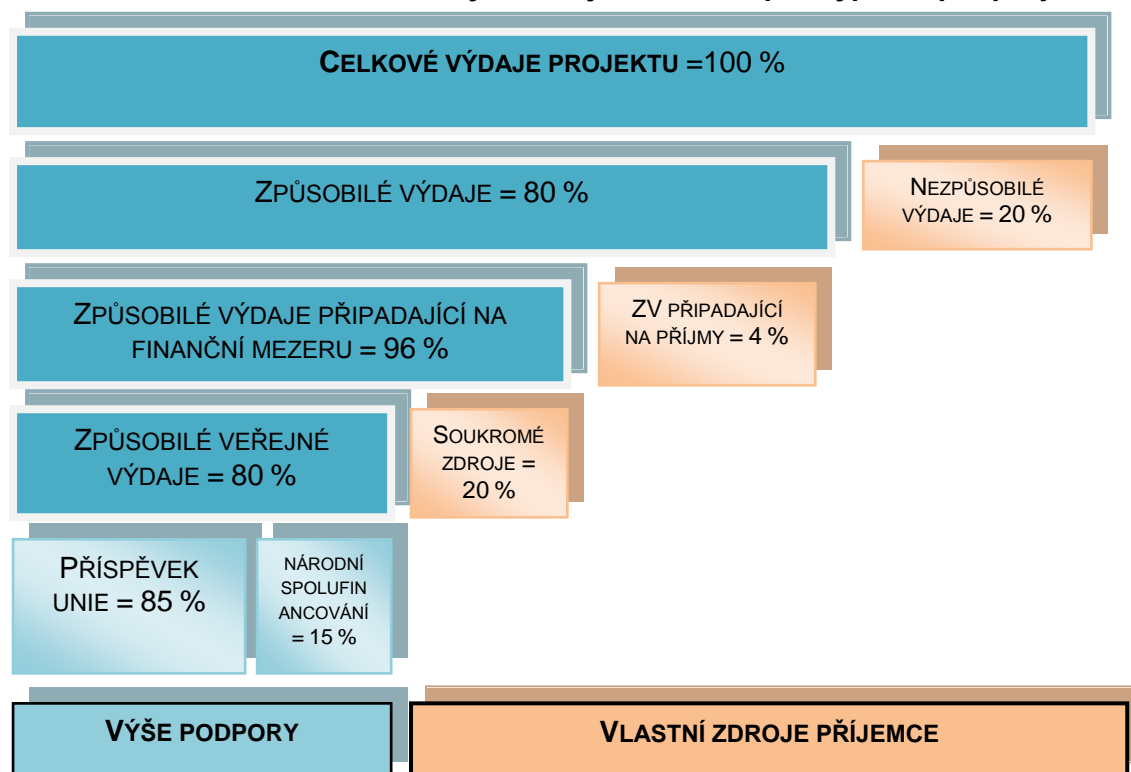 CELKOVÉ VÝDAJE PROJEKTU =100 %
ZPŮSOBILÉ VÝDAJE = 80 %
NEZPŮSOBILÉ
VÝDAJE = 20 %
ZPŮSOBILÉ VÝDAJE PŘIPADAJÍCÍ NA
FINANČNÍ MEZERU = 96 %
ZV PŘIPADAJÍCÍ
NA PŘÍJMY = 4 %
ZPŮSOBILÉ VEŘEJNÉ
VÝDAJE = 80 %
SOUKROMÉ
ZDROJE =
20 %
PŘÍSPĚVEK
UNIE = 85 %
NÁRODNÍ
SPOLUFIN
ANCOVÁNÍ
= 15 %
VÝŠE PODPORY
VLASTNÍ ZDROJE PŘÍJEMCE